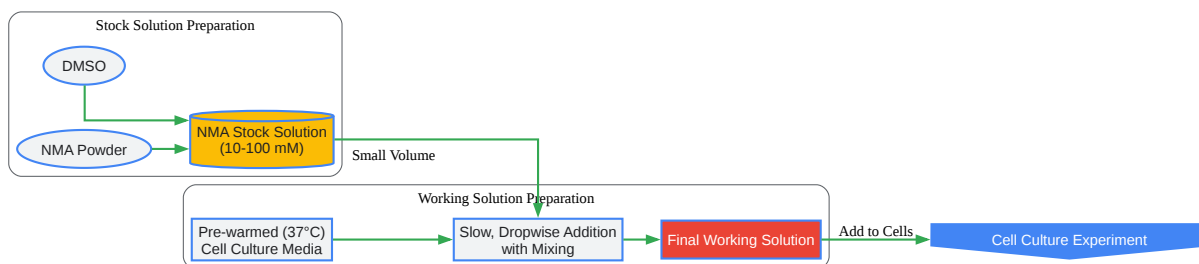 Stock Solution Preparation
DMSO
NMA Powder
NMA Stock Solution
(10-100 mM)
Small Volume
Working Solution Preparation
Pre-warmed (37°C)
Cell Culture Media
Slow, Dropwise Addition
with Mixing
Final Working Solution
Add to Cells
Cell Culture Experiment